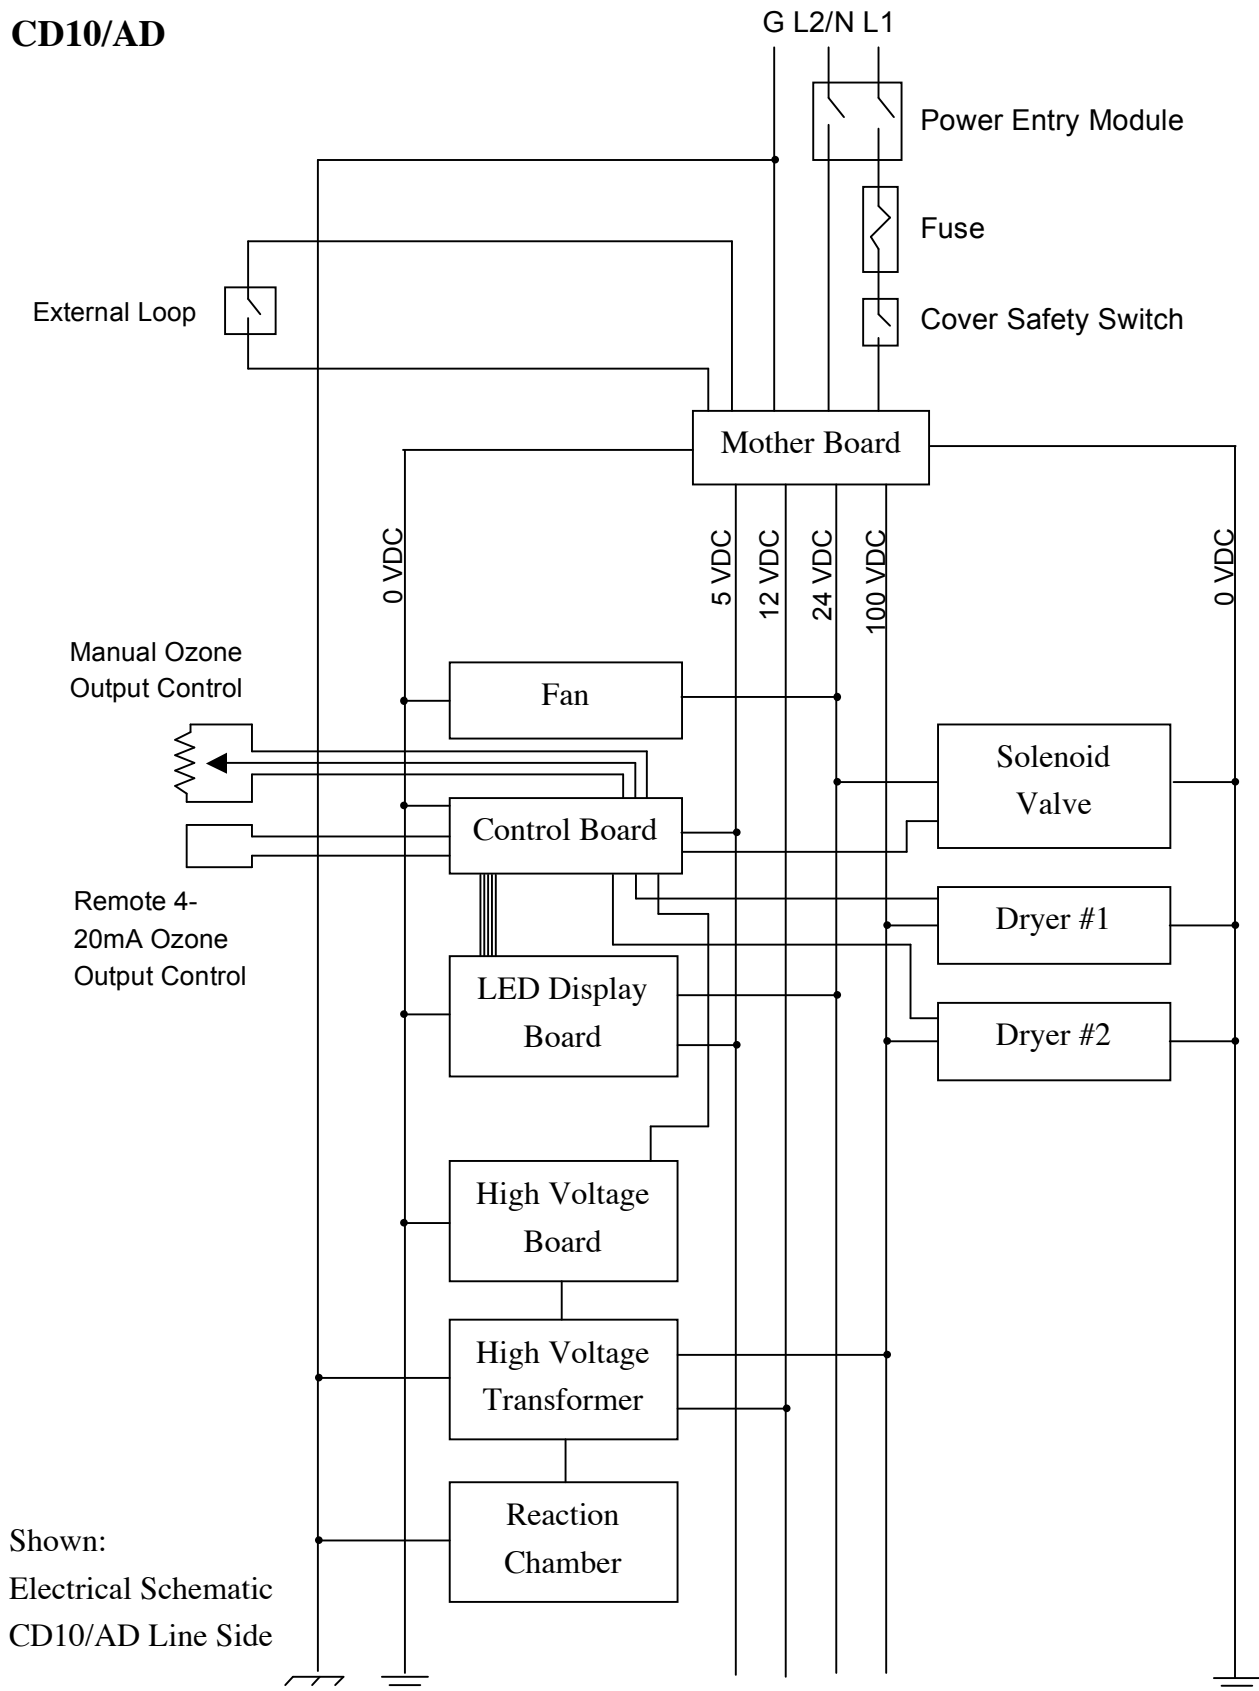 CD10/AD
G L2/N L1
Power Entry Module
Fuse
External Loop
Cover Safety Switch
Mother Board
0 VDC
5 VDC
12 VDC
24 VDC
100 VDC
0 VDC
Manual Ozone
Output Control
Fan
Solenoid
Valve
Control Board
Remote 4-
20mA Ozone
Output Control
Dryer #1
LED Display
Board
Dryer #2
High Voltage
Board
High Voltage
Transformer
Reaction
Chamber
Shown:
Electrical Schematic
CD10/AD Line Side